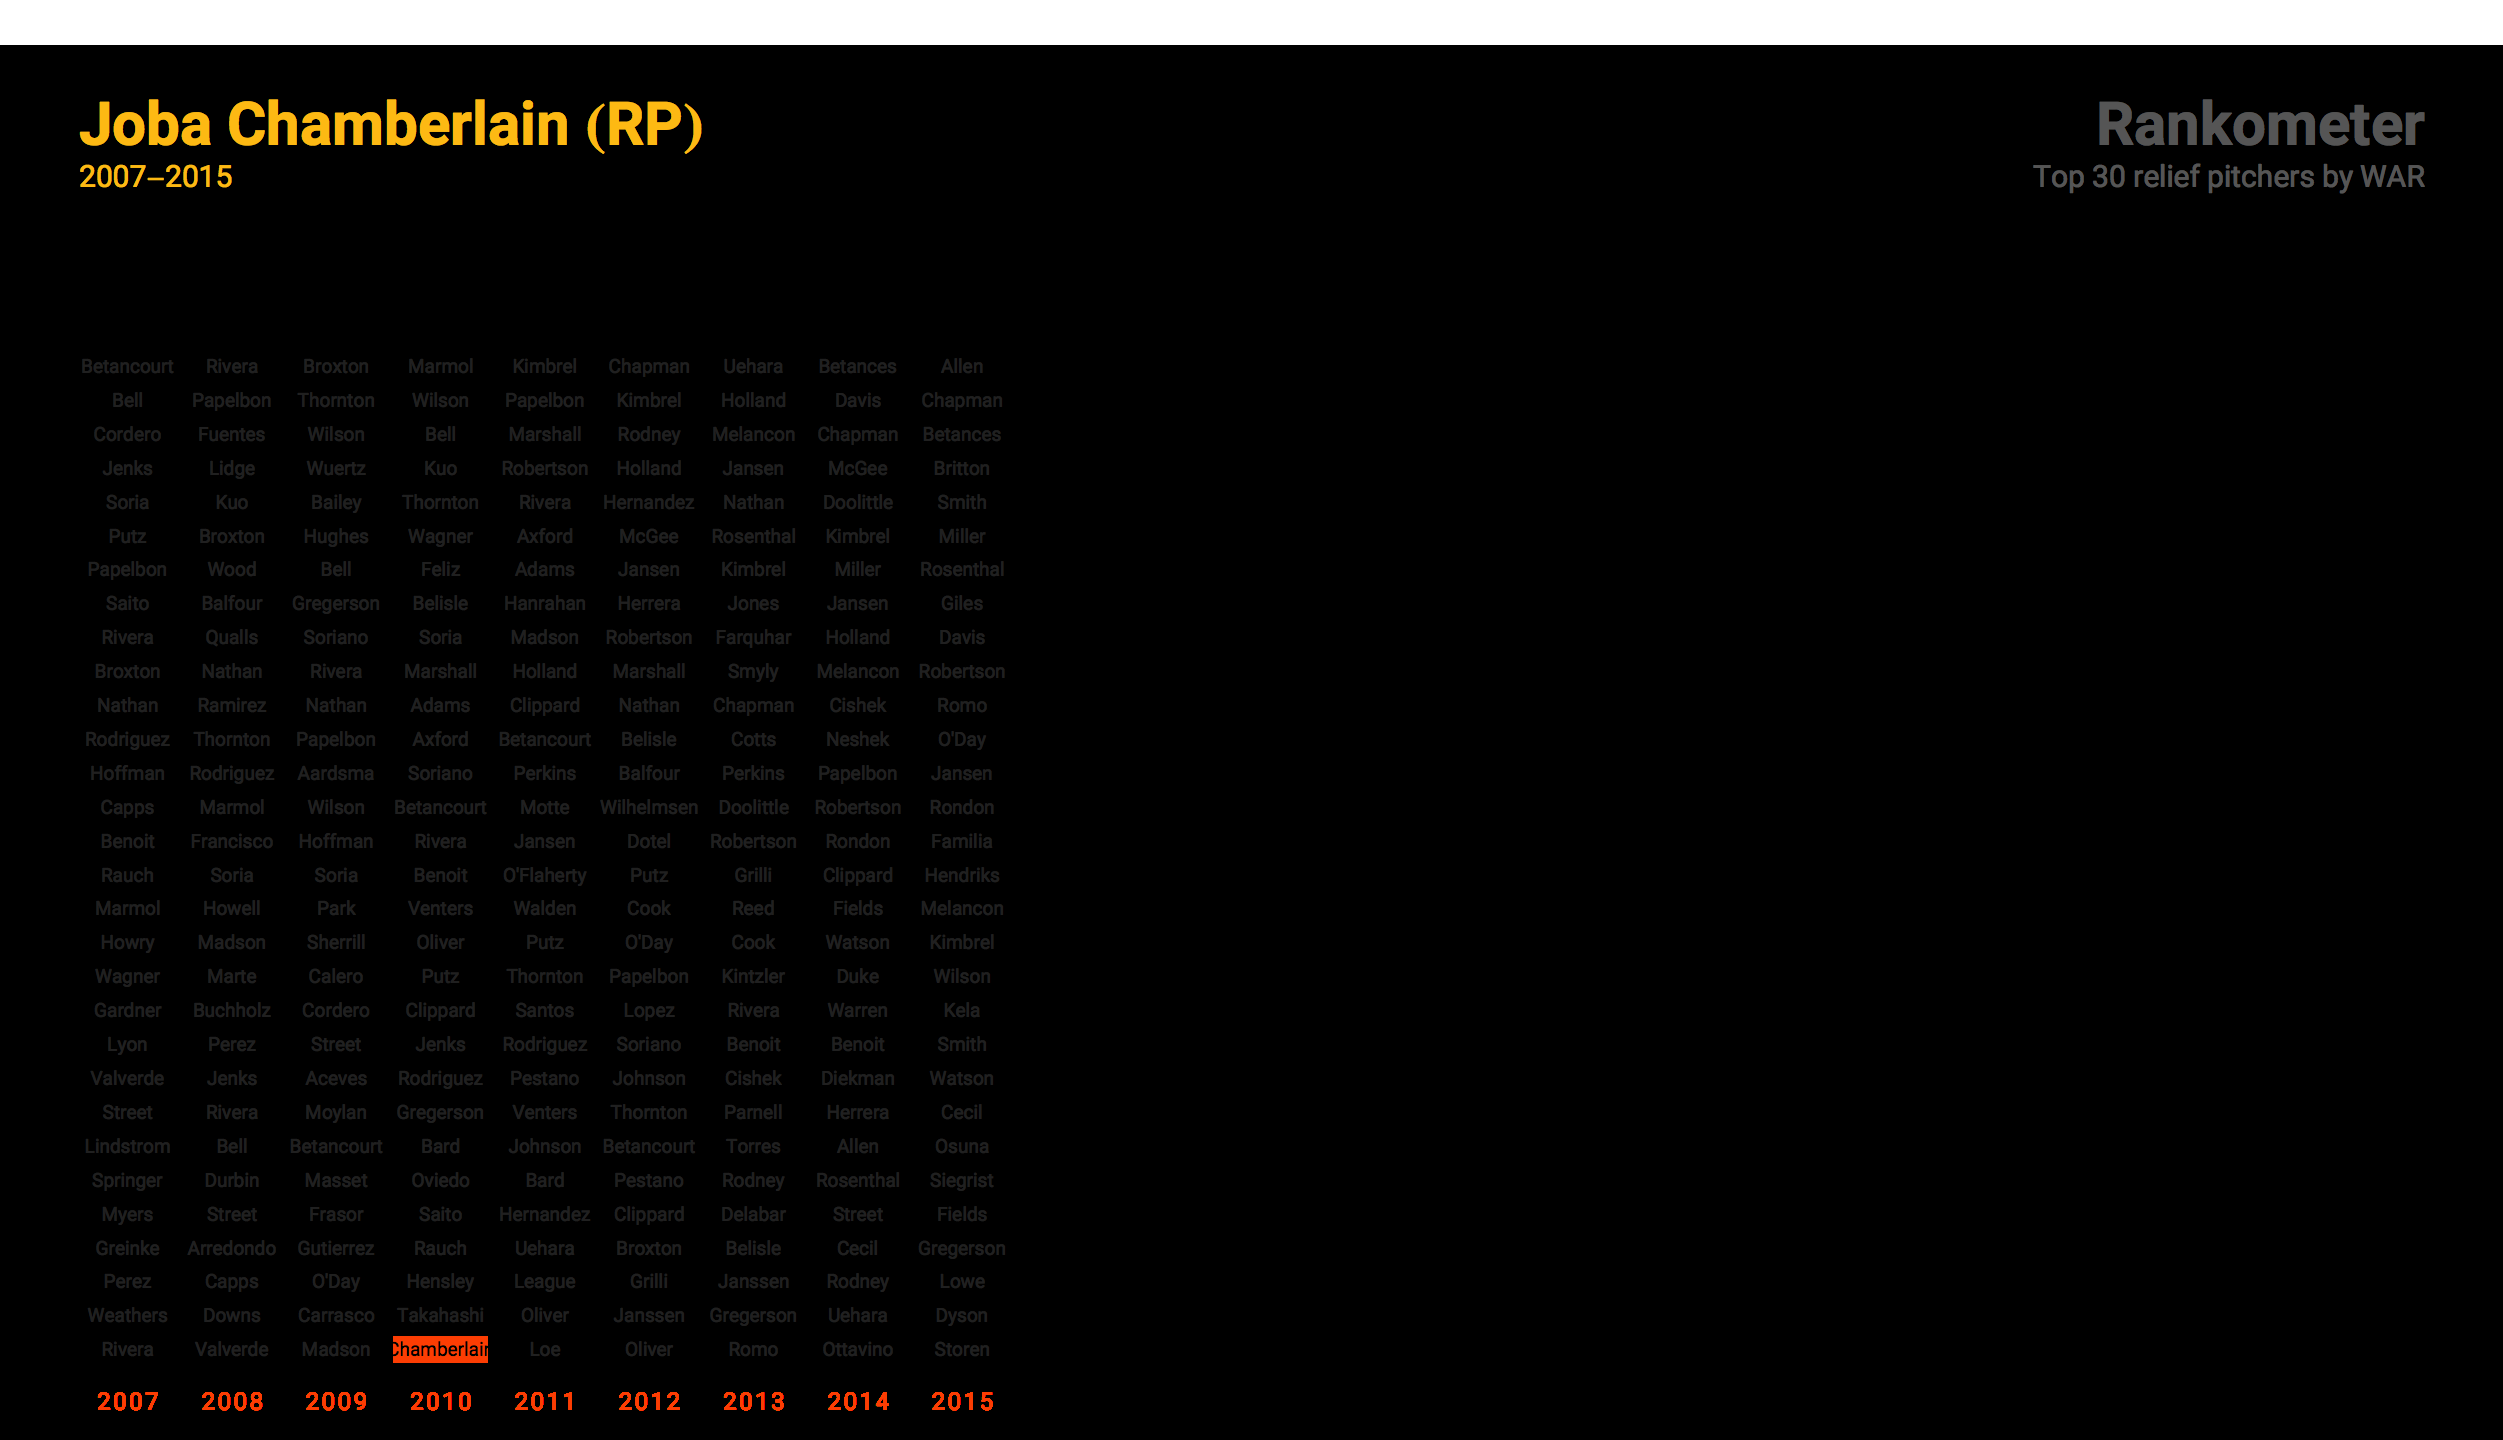 Joba Chamberlain (RP)
2007–2015
Rankometer
Top 30 relief pitchers by WAR
Betancourt Rivera Broxton Marmol Kimbrel Chapman Uehara Betances Allen
Bell Papelbon Thornton Wilson Papelbon Kimbrel Holland Davis Chapman
Cordero Fuentes Wilson Bell Marshall Rodney Melancon Chapman Betances
Jenks Lidge Wuertz Kuo Robertson Holland Jansen McGee Britton
Soria Kuo Bailey Thornton Rivera Hernandez Nathan Doolittle Smith
Putz Broxton Hughes Wagner Axford McGee Rosenthal Kimbrel Miller
Papelbon Wood Bell Feliz Adams Jansen Kimbrel Miller Rosenthal
Saito Balfour Gregerson Belisle Hanrahan Herrera Jones Jansen Giles
Rivera Qualls Soriano Soria Madson Robertson Farquhar Holland Davis
Broxton Nathan Rivera Marshall Holland Marshall Smyly Melancon Robertson
Nathan Ramirez Nathan Adams Clippard Nathan Chapman Cishek Romo
Rodriguez Thornton Papelbon Axford Betancourt Belisle Cotts Neshek O'Day
Hoffman Rodriguez Aardsma Soriano Perkins Balfour Perkins Papelbon Jansen
Capps Marmol Wilson Betancourt Motte Wilhelmsen Doolittle Robertson Rondon
Benoit Francisco Hoffman Rivera Jansen Dotel Robertson Rondon Familia
Rauch Soria Soria Benoit O'Flaherty Putz Grilli Clippard Hendriks
Marmol Howell Park Venters Walden Cook Reed Fields Melancon
Howry Madson Sherrill Oliver Putz O'Day Cook Watson Kimbrel
Wagner Marte Calero Putz Thornton Papelbon Kintzler Duke Wilson
Gardner Buchholz Cordero Clippard Santos Lopez Rivera Warren Kela
Lyon Perez Street Jenks Rodriguez Soriano Benoit Benoit Smith
Valverde Jenks Aceves Rodriguez Pestano Johnson Cishek Diekman Watson
Street Rivera Moylan Gregerson Venters Thornton Parnell Herrera Cecil
Lindstrom Bell Betancourt Bard Johnson Betancourt Torres Allen Osuna
Springer Durbin Masset Oviedo Bard Pestano Rodney Rosenthal Siegrist
Myers Street Frasor Saito Hernandez Clippard Delabar Street Fields
Greinke Arredondo Gutierrez Rauch Uehara Broxton Belisle Cecil Gregerson
Perez Capps O'Day Hensley League Grilli Janssen Rodney Lowe
Weathers Downs Carrasco Takahashi Oliver Janssen Gregerson Uehara Dyson
Rivera Valverde Madson Chamberlain Loe Oliver Romo Ottavino Storen
2007 2008 2009 2010 2011 2012 2013 2014 2015